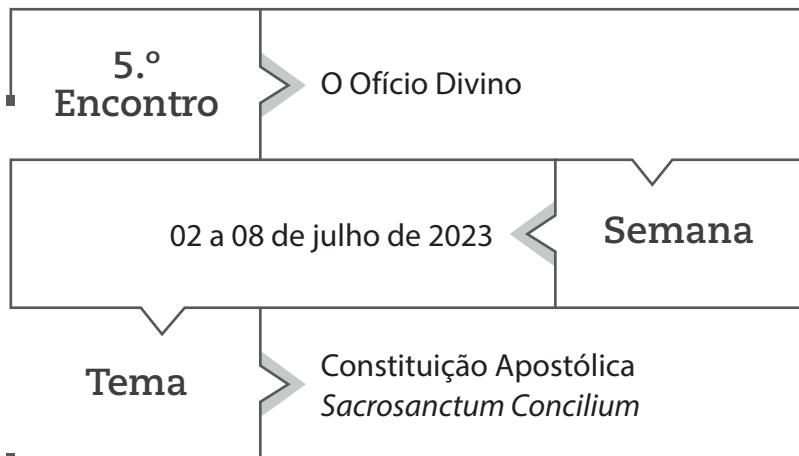 5.º
Encontro
O Ofício Divino
02 a 08 de julho de 2023
Semana
Tema
Constituição Apostólica
Sacrosanctum Concilium